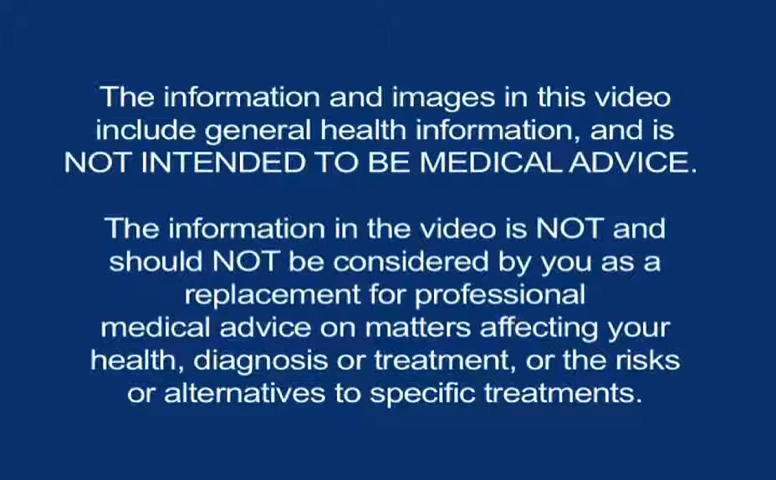 The information and images in this video
include general health information, and is
NOT INTENDED TO BE MEDICAL ADVICE.
The information in the video is NOT and
should NOT be considered by you as a
replacement for professional
medical advice on matters affecting your
health, diagnosis or treatment, or the risks
or alternatives to specific treatments.